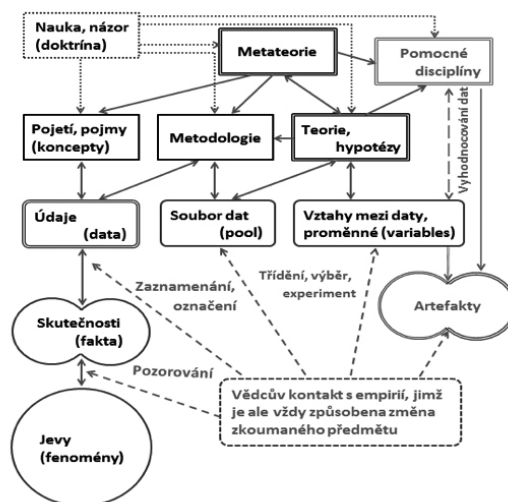 Nauka, názor
(doktrína)
Metateorie
Pomocné
disciplíny
Pojetí, pojmy
(koncepty)
Metodologie
Teorie,
hypotézy
Vyhodnocování dat
Údaje
(data)
Soubor dat
(pool)
Vztahy mezi daty,
proměnné (variables)
Zaznamenání,
označení
Třídění, výběr,
experiment
Artefakty
Skutečnosti
(fakta)
Pozorování
Vědcův kontakt s empirií, jimž
je ale vždy způsobena změna
zkoumaného předmětu
Jevy
(fenomény)